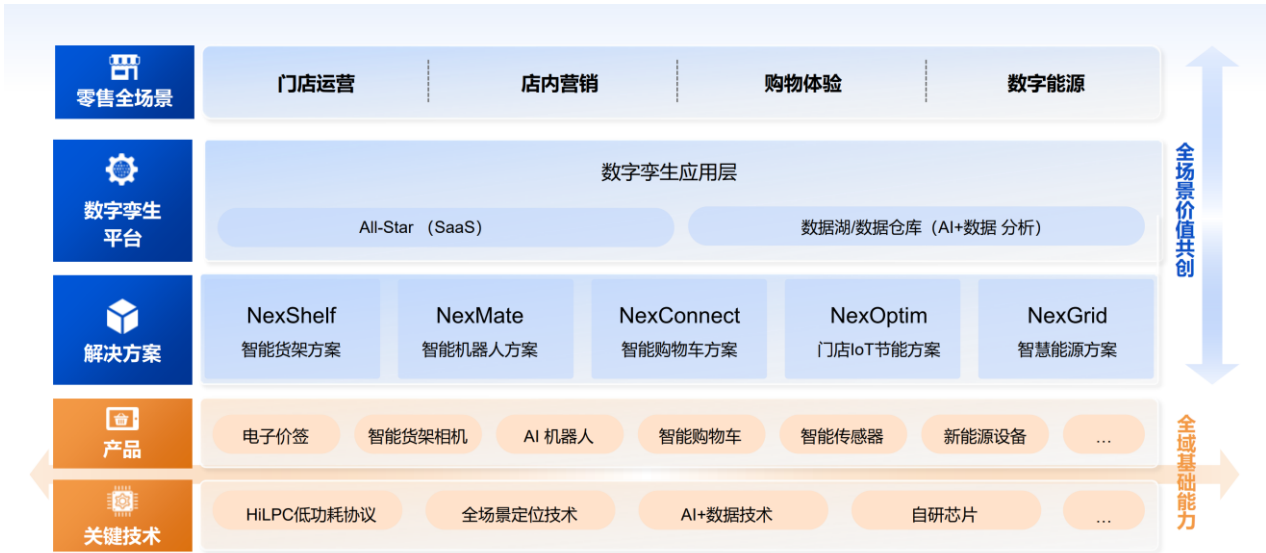 零售全场景
门店运营
店内营销
购物体验
数字能源
数字孪生
平台
数字孪生应用层
All-Star （SaaS）
数据湖/数据仓库（AI+数据 分析）
解决方案
NexShelf
智能货架方案
NexMate
智能机器人方案
NexConnect
智能购物车方案
NexOptim
门店IoT节能方案
NexGrid
智慧能源方案
全场景价值共创
产品
电子价签
智能货架相机
AI 机器人
智能购物车
智能传感器
新能源设备
...
关键技术
HiLPC低功耗协议
全场景定位技术
AI+数据技术
自研芯片
...
全域基础能力